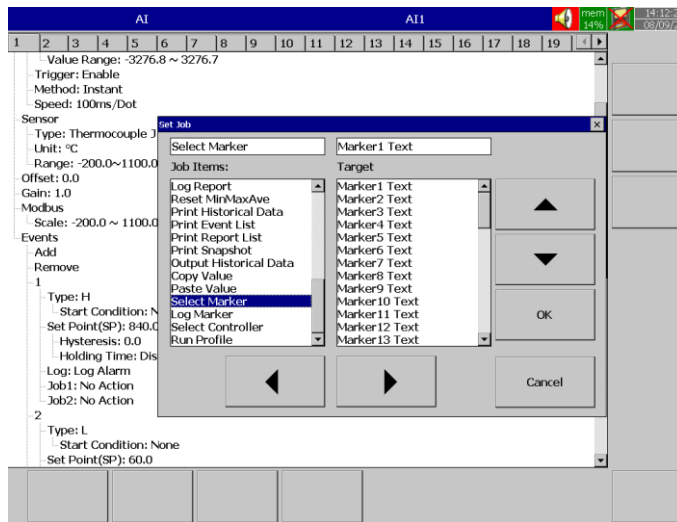 AI AI1 mem 14%
14:12:
08/09/2
1 2 3 4 5 6 7 8 9 10 11 12 13 14 15 16 17 18 19
Value Range: -3276.8 ~ 3276.7
Trigger: Enable
Method: Instant
Speed: 100ms/Dot
Sensor
Type: Thermocouple J
Unit: ºC
Range: -200.0~1100.0
Offset: 0.0
Gain: 1.0
Modbus
Scale: -200.0 ~ 1100.0
Events
Add
Remove
1
Type: H
Start Condition: N
Set Point(SP): 840.0
Hysteresis: 0.0
Holding Time: Dis
Log: Log Alarm
Job1: No Action
Job2: No Action
2
Type: L
Start Condition: None
Set Point(SP): 60.0
Set Job
Select Marker
Marker1 Text
Job Items:
Log Report
Reset MinMaxAve
Print Historical Data
Print Event List
Print Report List
Print Snapshot
Output Historical Data
Copy Value
Paste Value
Select Marker
Log Marker
Select Controller
Run Profile
Target
Marker1 Text
Marker2 Text
Marker3 Text
Marker4 Text
Marker5 Text
Marker6 Text
Marker7 Text
Marker8 Text
Marker9 Text
Marker10 Text
Marker11 Text
Marker12 Text
Marker13 Text
OK
Cancel